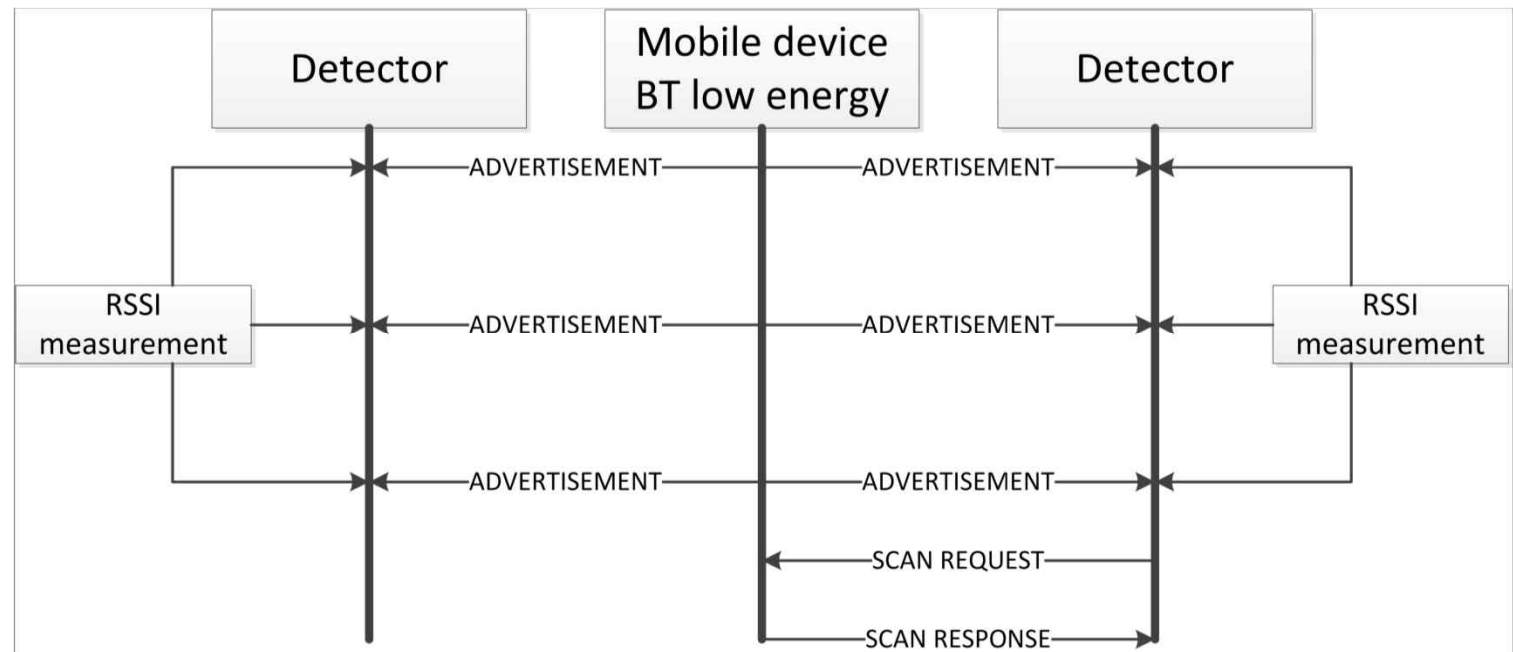 Detector
Mobile device
BT low energy
Detector
ADVERTISEMENT
ADVERTISEMENT
RSSI
measurement
ADVERTISEMENT
ADVERTISEMENT
RSSI
measurement
ADVERTISEMENT
ADVERTISEMENT
SCAN REQUEST
SCAN RESPONSE